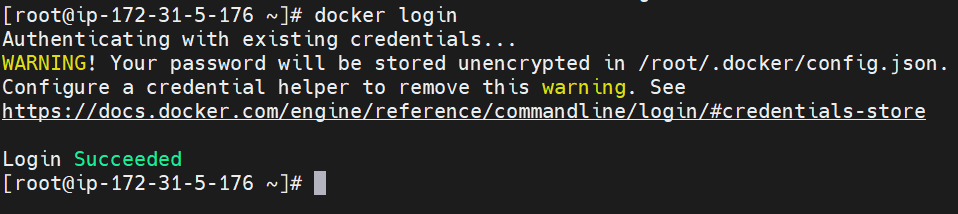 [root@ip-172-31-5-176 ~]# docker login
Authenticating with existing credentials...
WARNING! Your password will be stored unencrypted in /root/.docker/config.json.
Configure a credential helper to remove this warning. See
https://docs.docker.com/engine/reference/commandline/login/#credentials-store
Login Succeeded
[root@ip-172-31-5-176 ~]#